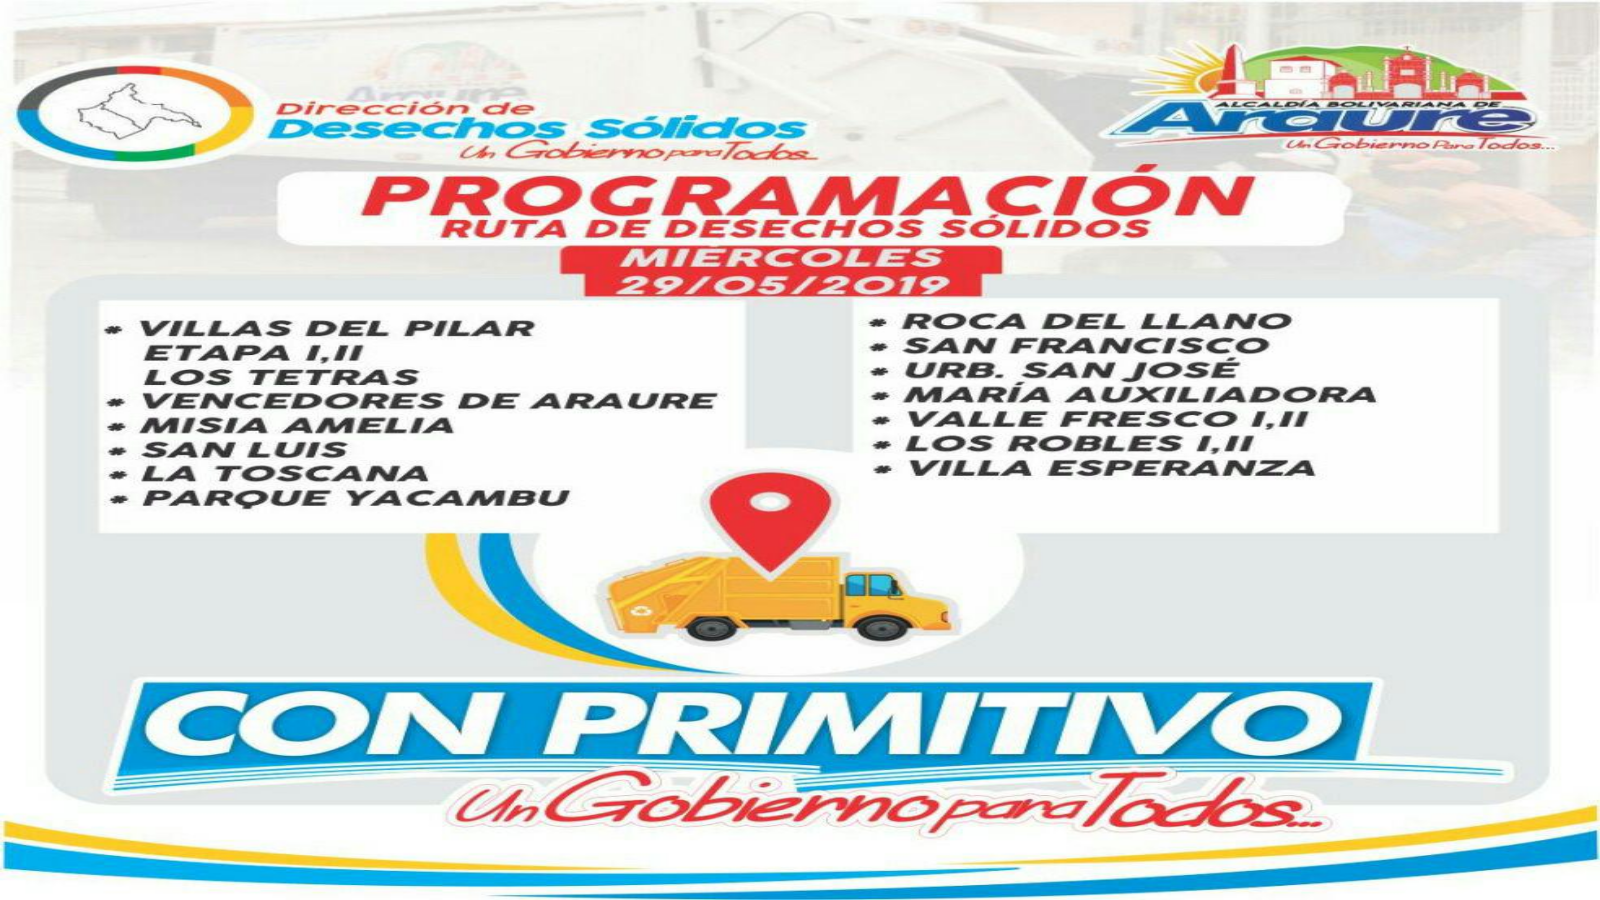 Dirección de
Desechos Sólidos
Un Gobierno para Todos...
ALCALDÍA BOLIVARIANA DE
Araure
Un Gobierno Para Todos...
PROGRAMACIÓN
RUTA DE DESECHOS SÓLIDOS
MIÉRCOLES
29/05/2019
* VILLAS DEL PILAR
ETAPA I,II
LOS TETRAS
* VENCEDORES DE ARAURE
* MISIA AMELIA
* SAN LUIS
* LA TOSCANA
* PARQUE YACAMBU
* ROCA DEL LLANO
* SAN FRANCISCO
* URB. SAN JOSÉ
* MARÍA AUXILIADORA
* VALLE FRESCO I,II
* LOS ROBLES I,II
* VILLA ESPERANZA
CON PRIMITIVO
Un Gobierno para Todos...